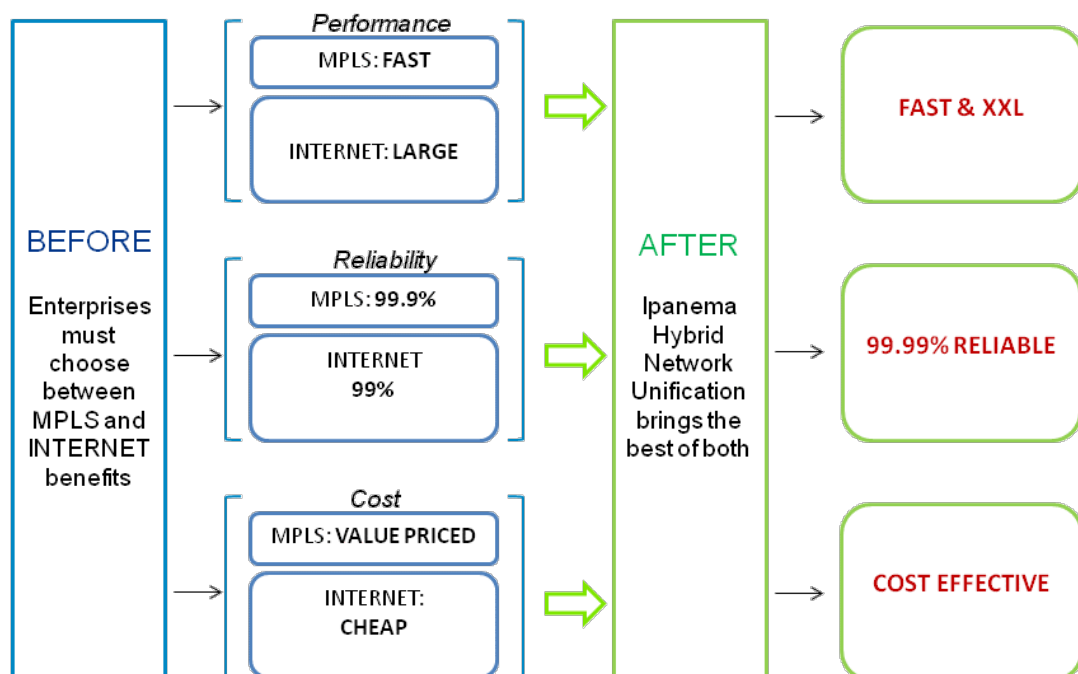 BEFORE
Enterprises
must
choose
between
MPLS and
INTERNET
benefits
Performance
MPLS: FAST
INTERNET: LARGE
Reliability
MPLS: 99.9%
INTERNET
99%
Cost
MPLS: VALUE PRICED
INTERNET:
CHEAP
AFTER
Ipanema
Hybrid
Network
Unification
brings the
best of both
FAST & XXL
99.99% RELIABLE
COST EFFECTIVE